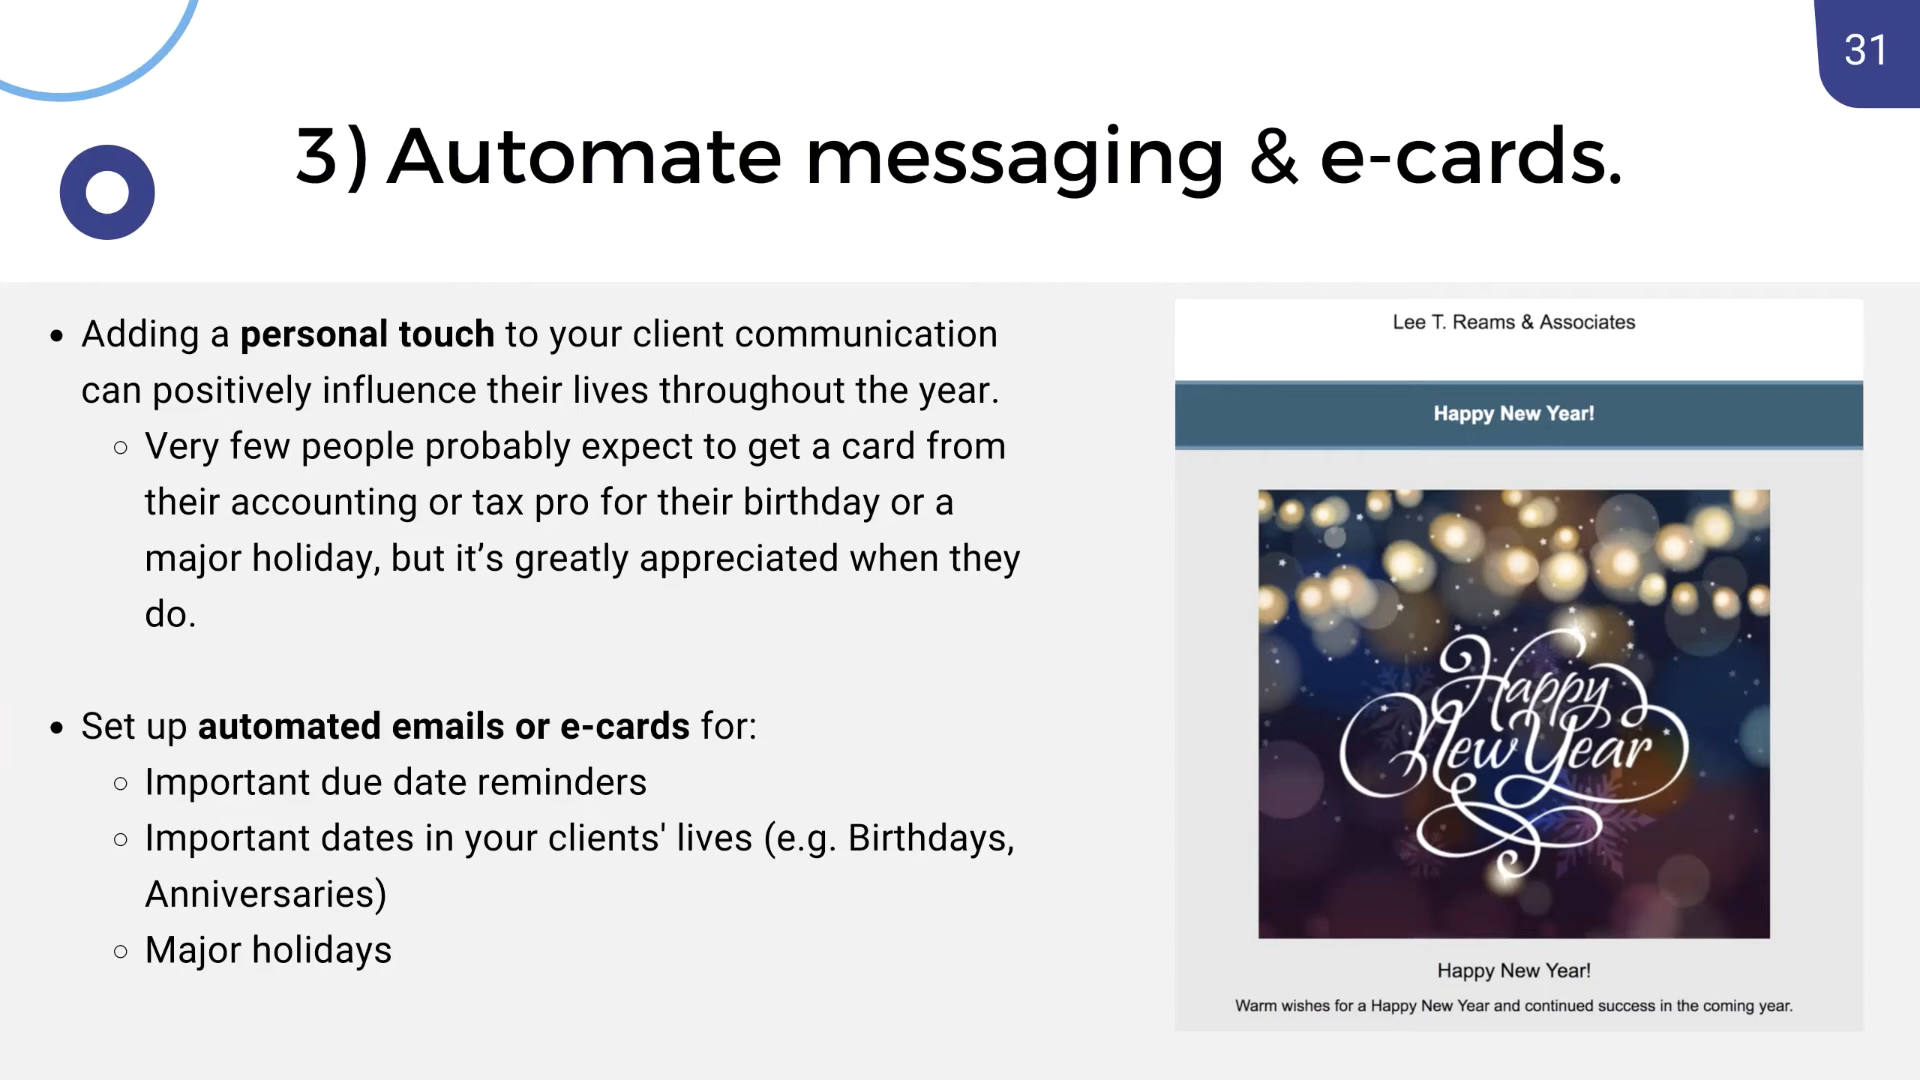 31
3) Automate messaging & e-cards.
• Adding a personal touch to your client communication
can positively influence their lives throughout the year.
○ Very few people probably expect to get a card from
their accounting or tax pro for their birthday or a
major holiday, but it’s greatly appreciated when they
do.
• Set up automated emails or e-cards for:
○ Important due date reminders
○ Important dates in your clients' lives (e.g. Birthdays,
Anniversaries)
○ Major holidays
Lee T. Reams & Associates
Happy New Year!
Happy
New Year
Happy New Year!
Warm wishes for a Happy New Year and continued success in the coming year.